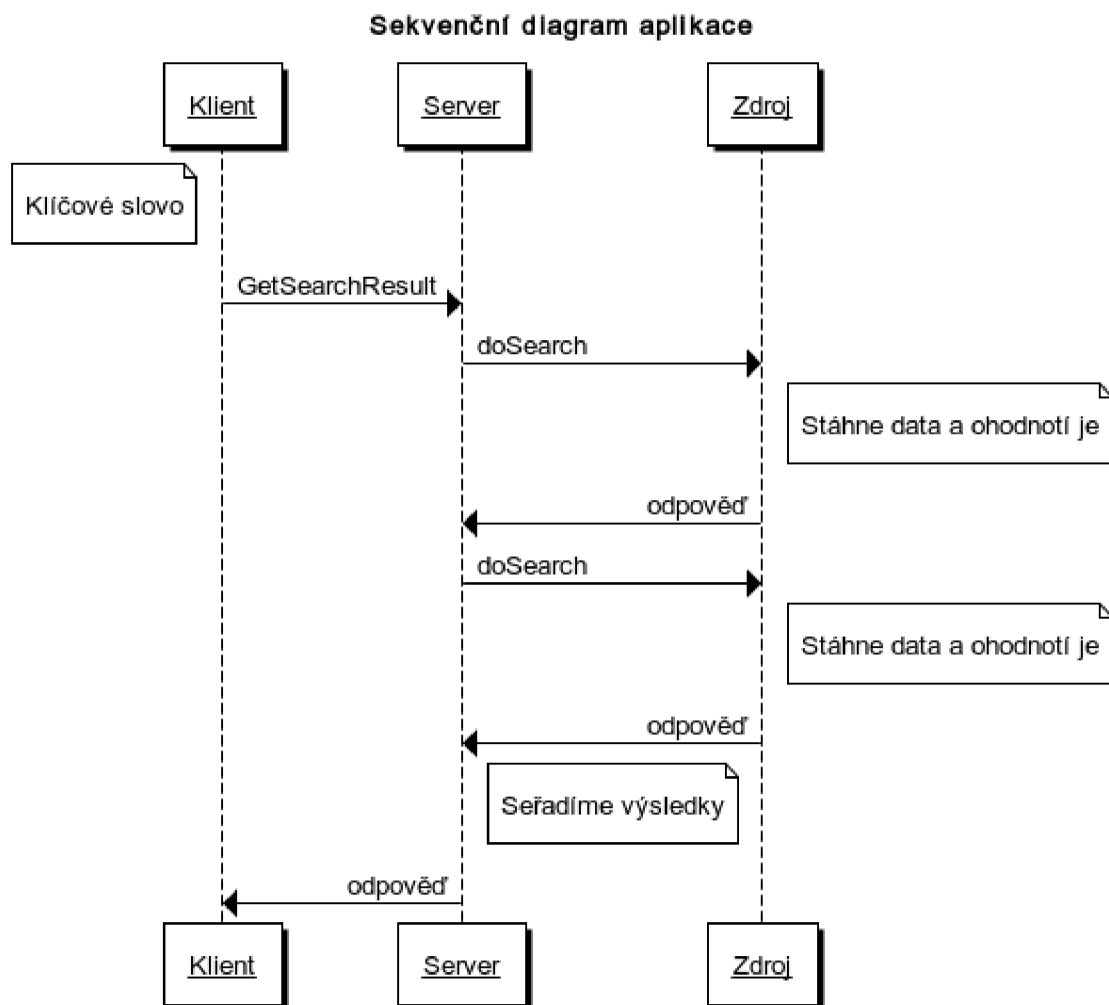 Sekvenční diagram aplikace
Klient
Server
Zdroj
Klíčové slovo
GetSearchResult
doSearch
Stáhne data a ohodnotí je
odpověď
doSearch
Stáhne data a ohodnotí je
odpověď
Seřadíme výsledky
odpověď
Klient
Server
Zdroj